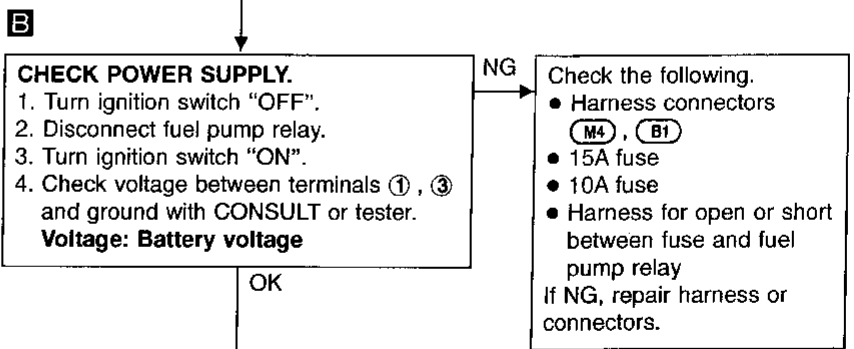 B
CHECK POWER SUPPLY.
1. Turn ignition switch “OFF”.
2. Disconnect fuel pump relay.
3. Turn ignition switch “ON”.
4. Check voltage between terminals ①, ③
and ground with CONSULT or tester.
Voltage: Battery voltage
NG
OK
Check the following.
● Harness connectors
M4, B1
● 15A fuse
● 10A fuse
● Harness for open or short
between fuse and fuel
pump relay
If NG, repair harness or
connectors.